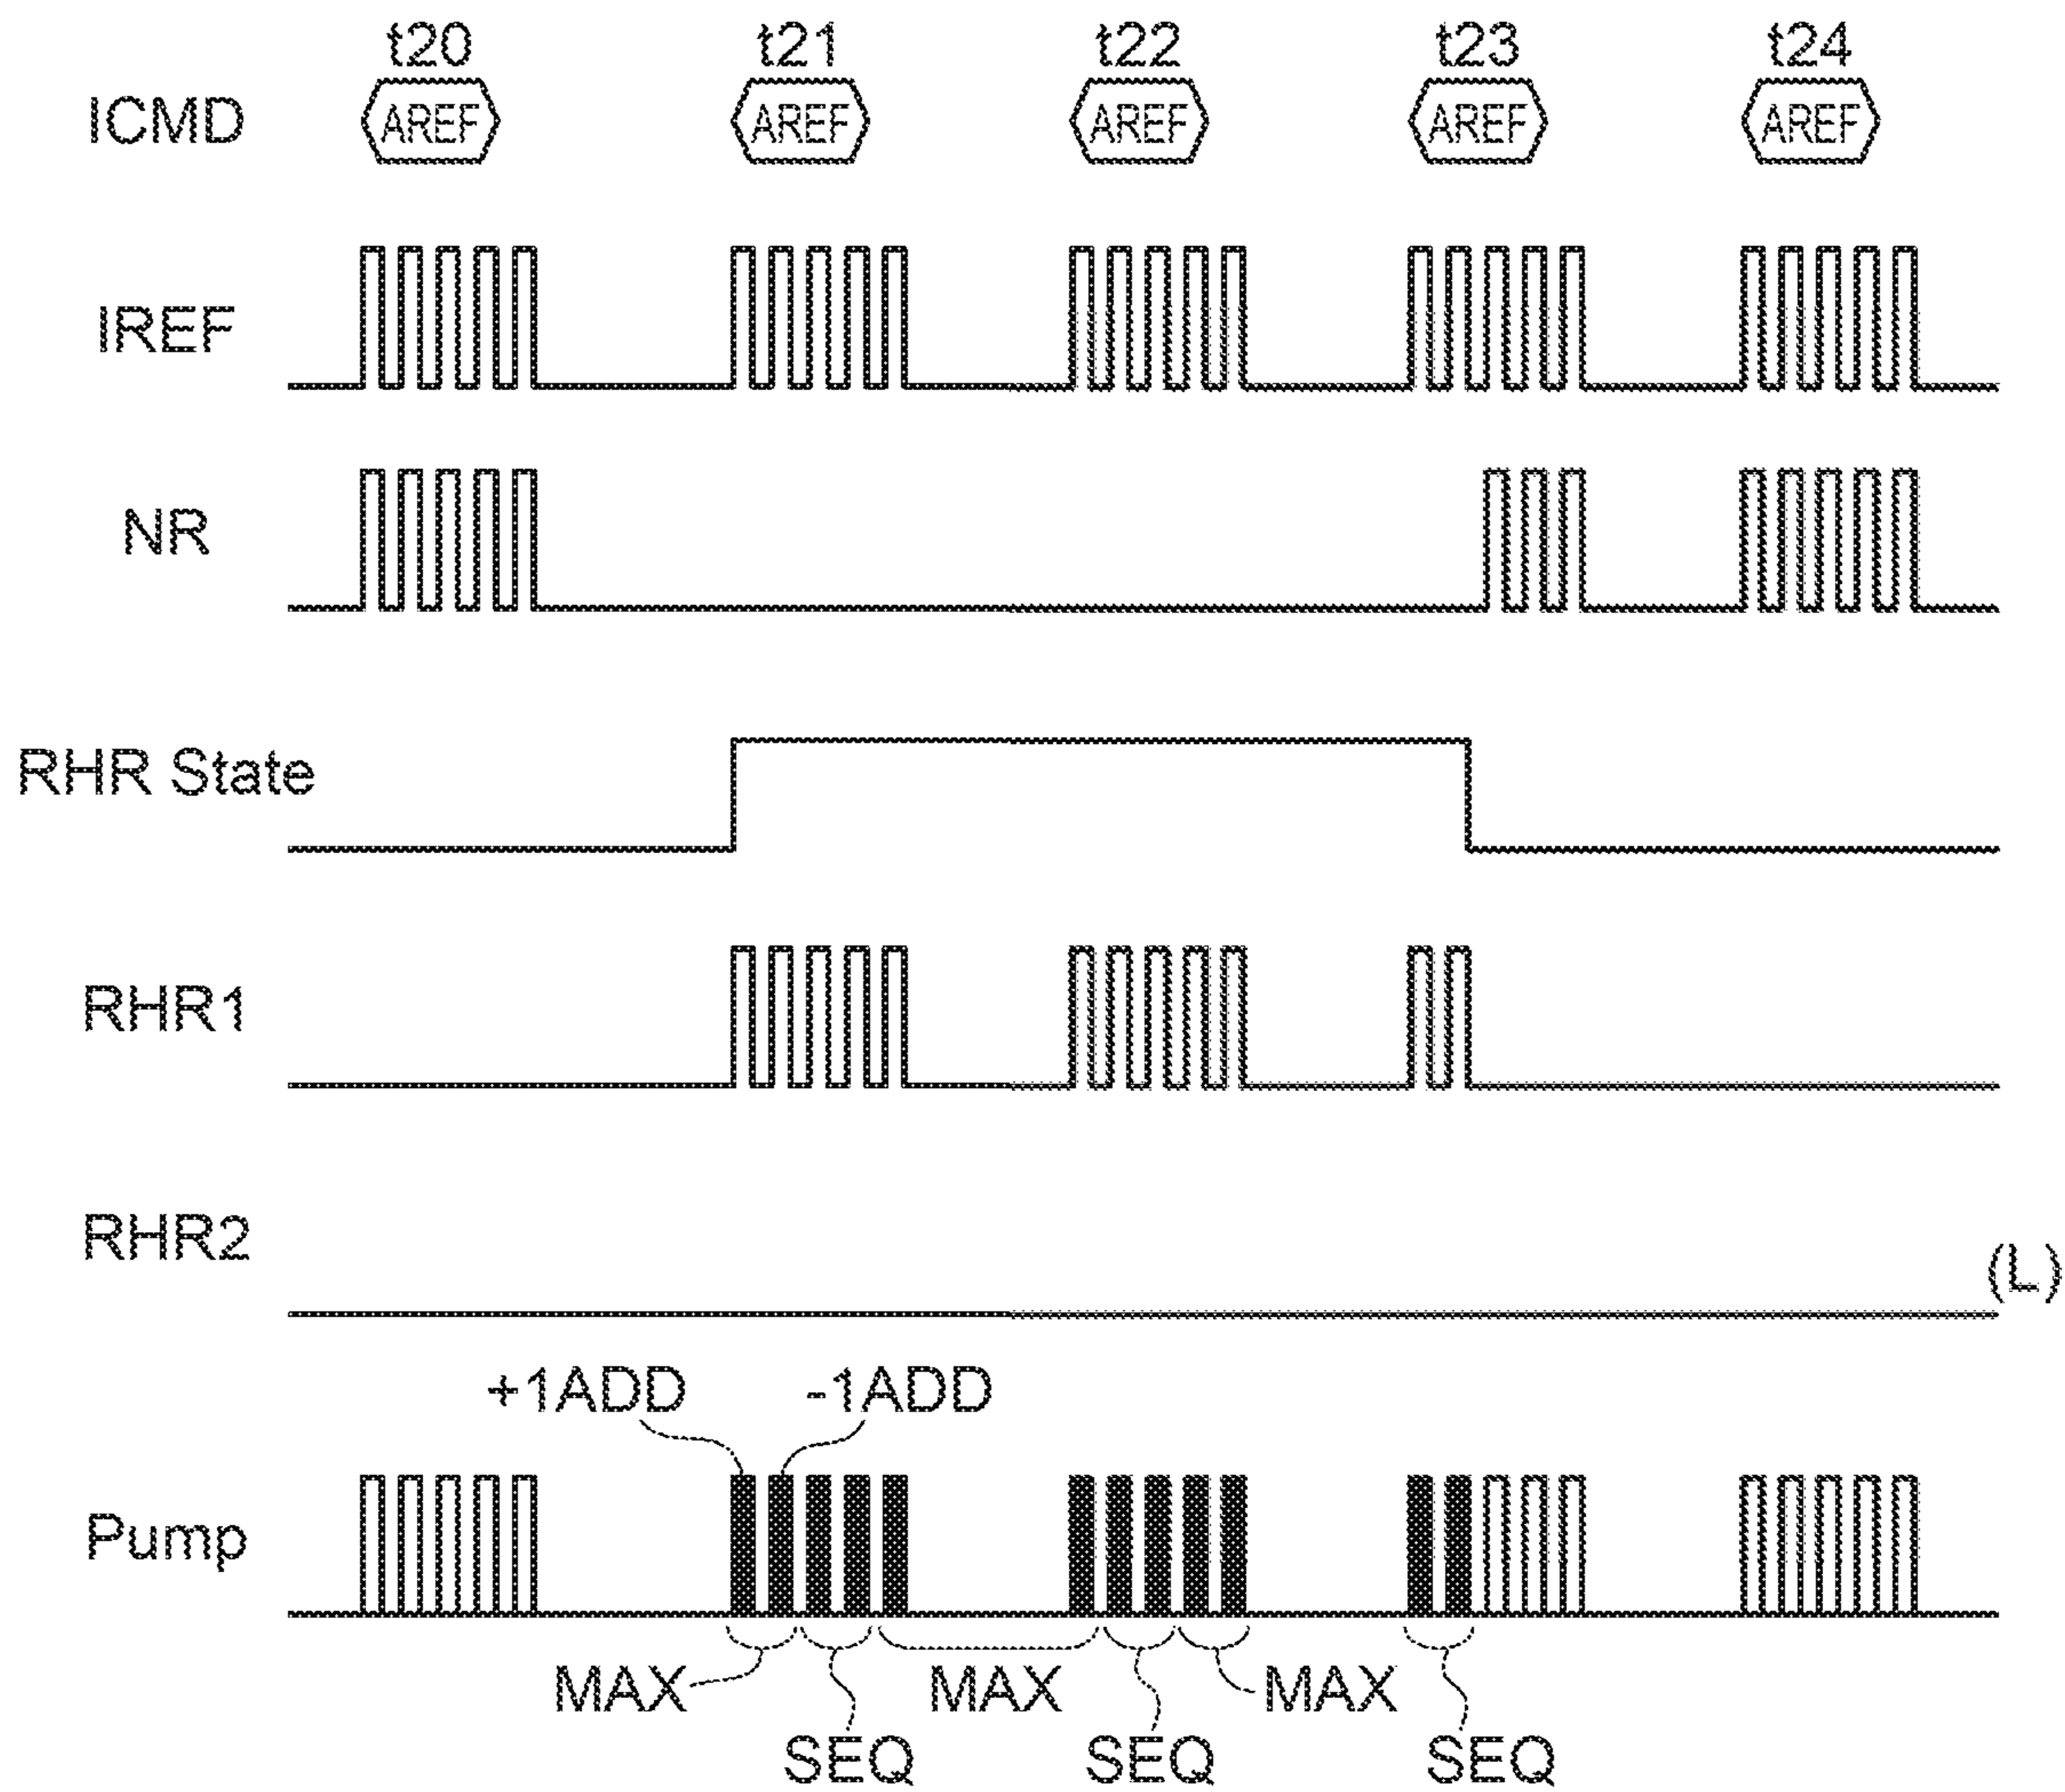 t20 t21 t22 t23 t24
ICMD AREF AREF AREF AREF AREF
IREF
NR
RHR State
RHR1
RHR2
(L)
+1ADD -1ADD
Pump
MAX MAX MAX
SEQ SEQ SEQ